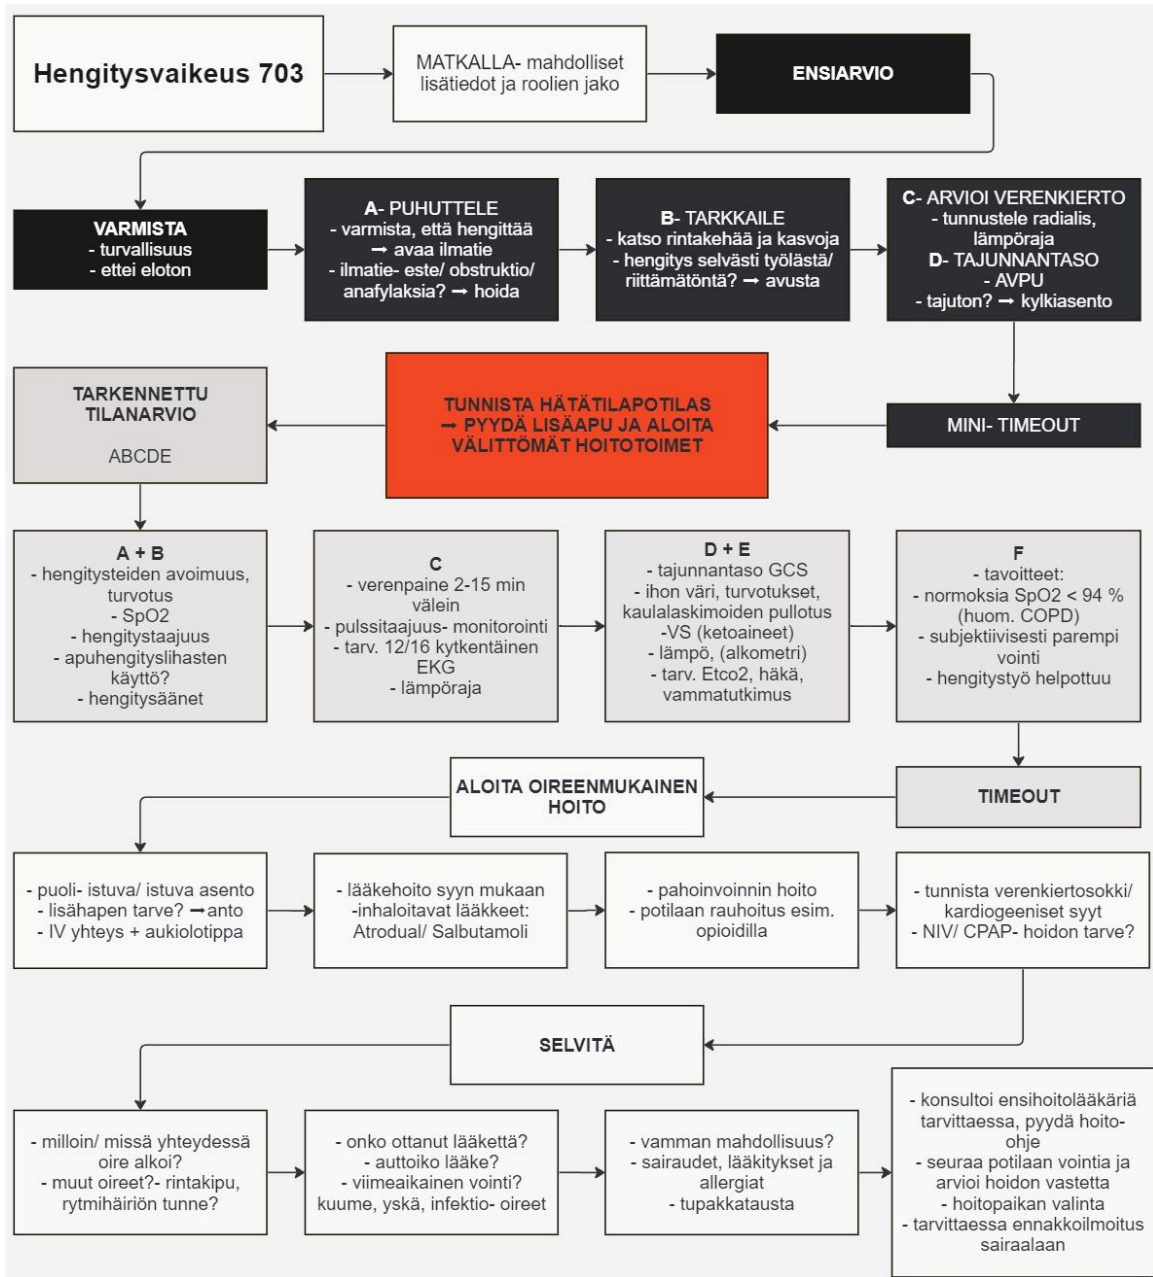 Hengitysvaikeus 703
MATKALLA- mahdolliset
lisätiedot ja roolien jako
ENSIARVIO
VARMISTA
- turvallisuus
- ettei eloton
A- PUHUTTELE
- varmista, että hengittää
→ avaa ilmatie
- ilmatie- este/ obstruktio/
anafylaksia? → hoida
B- TARKKAILE
- katso rintakehää ja kasvoja
- hengitys selvästi työlästä/
riittämätöntä? → avusta
C- ARVIOI VERENKIERTO
- tunnustele radialis,
lämpöraja
D- TAJUNNANTASO
- AVPU
- tajuton? → kylkiasento
MINI- TIMEOUT
TUNNISTA HÄTÄTILAPOTILAS
→ PYYDÄ LISÄAPU JA ALOITA
VÄLITTÖMÄT HOITOTOIMET
TARKENNETTU
TILANARVIO
ABCDE
A + B
- hengitysteiden avoimuus,
turvotus
- SpO2
- hengitystaajuus
- apuhengityslihasten
käyttö?
- hengitysäänet
C
- verenpaine 2-15 min
välein
- pulssitaajuus- monitorointi
- tarv. 12/16 kytkentäinen
EKG
- lämpöraja
D + E
- tajunnantaso GCS
- ihon väri, turvotukset,
kaulalaskimoiden pullotus
-VS (ketoaineet)
- lämpö, (alkometri)
- tarv. Etco2, häkä,
vammatutkimus
F
- tavoitteet:
- normoksia SpO2 < 94 %
(huom. COPD)
- subjektiivisesti parempi
vointi
- hengitystyö helpottuu
TIMEOUT
ALOITA OIREENMUKAINEN
HOITO
- puoli- istuva/ istuva asento
- lisähapen tarve? →anto
- IV yhteys + aukiolotippa
- lääkehoito syyn mukaan
-inhaloitavat lääkkeet:
Atrodual/ Salbutamoli
- pahoinvoinnin hoito
- potilaan rauhoitus esim.
opioidilla
- tunnista verenkiertosokki/
kardiogeeniset syyt
- NIV/ CPAP- hoidon tarve?
SELVITÄ
- milloin/ missä yhteydessä
oire alkoi?
- muut oireet?- rintakipu,
rytmihäiriön tunne?
- onko ottanut lääkettä?
- auttoiko lääke?
- viimeaikainen vointi?
kuume, yskä, infektio- oireet
- vamman mahdollisuus?
- sairaudet, lääkitykset ja
allergiat
- tupakkatausta
- konsultoi ensihoitolääkäriä
tarvittaessa, pyydä hoito-
ohje
- seuraa potilaan vointia ja
arvioi hoidon vastetta
- hoitopaikan valinta
- tarvittaessa ennakkoilmoitus
sairaalaan